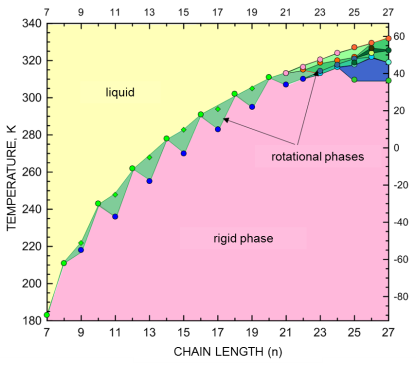 7 9 11 13 15 17 19 21 23 25 27
340
320
300
280
260
240
220
200
180
60
40
20
0
-20
-40
-60
-80
TEMPERATURE, K
liquid
rotational phases
rigid phase
7 9 11 13 15 17 19 21 23 25 27
CHAIN LENGTH (n)